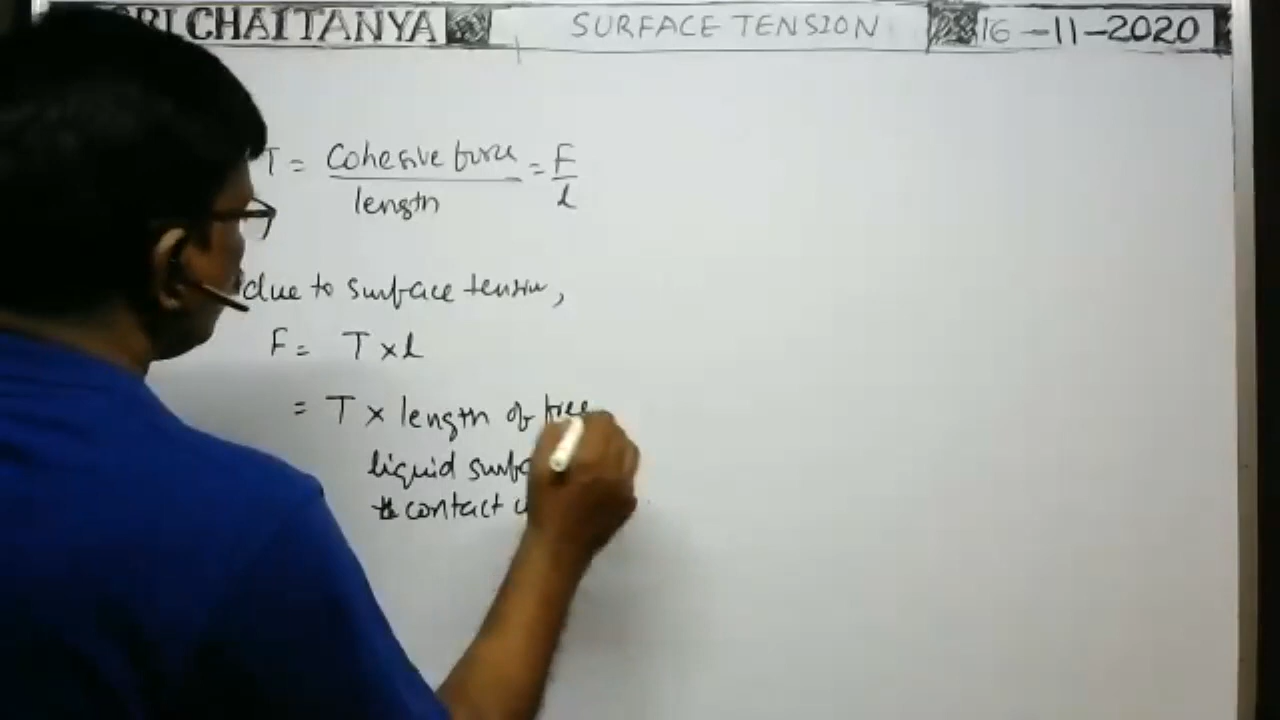 SRI CHAITANYA SURFACE TENSION 16-11-2020
T = Cohesive force / length = F / l
due to surface tension,
F = T × l
= T × length of free
liquid
contact